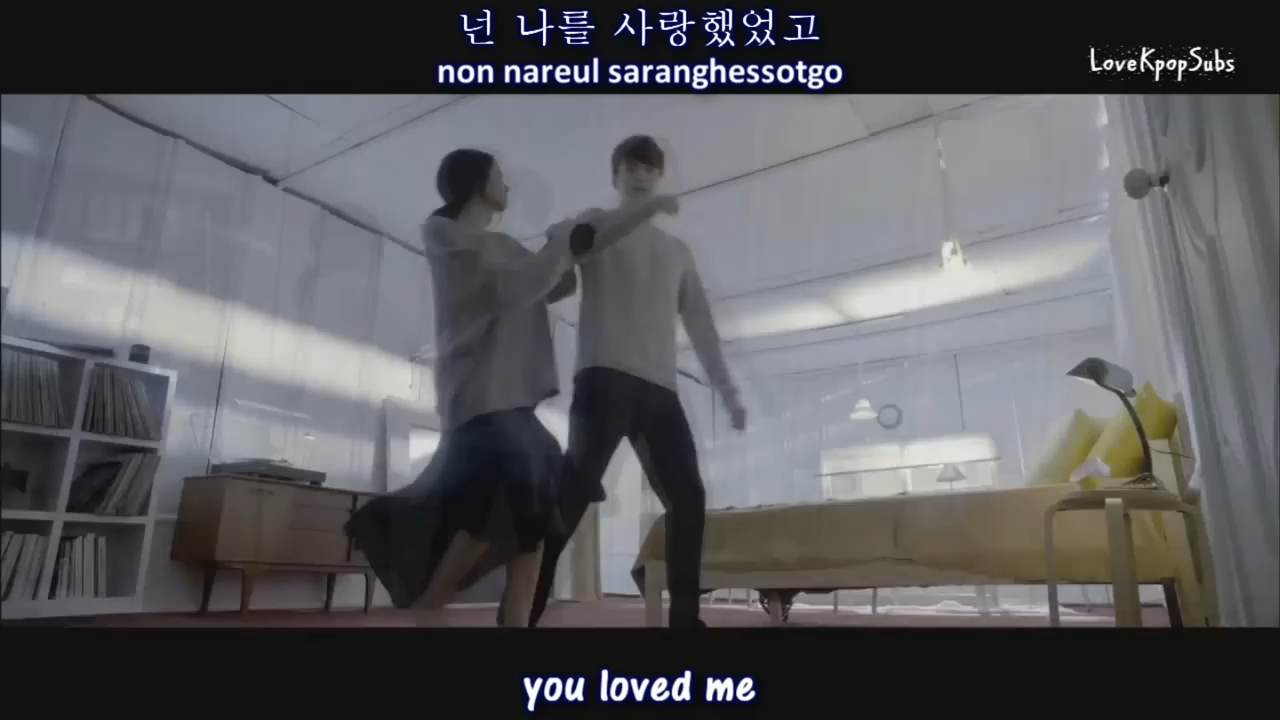 넌 나를 사랑했었고
non nareul saranghessotgo
LoveKpopSubs
you loved me